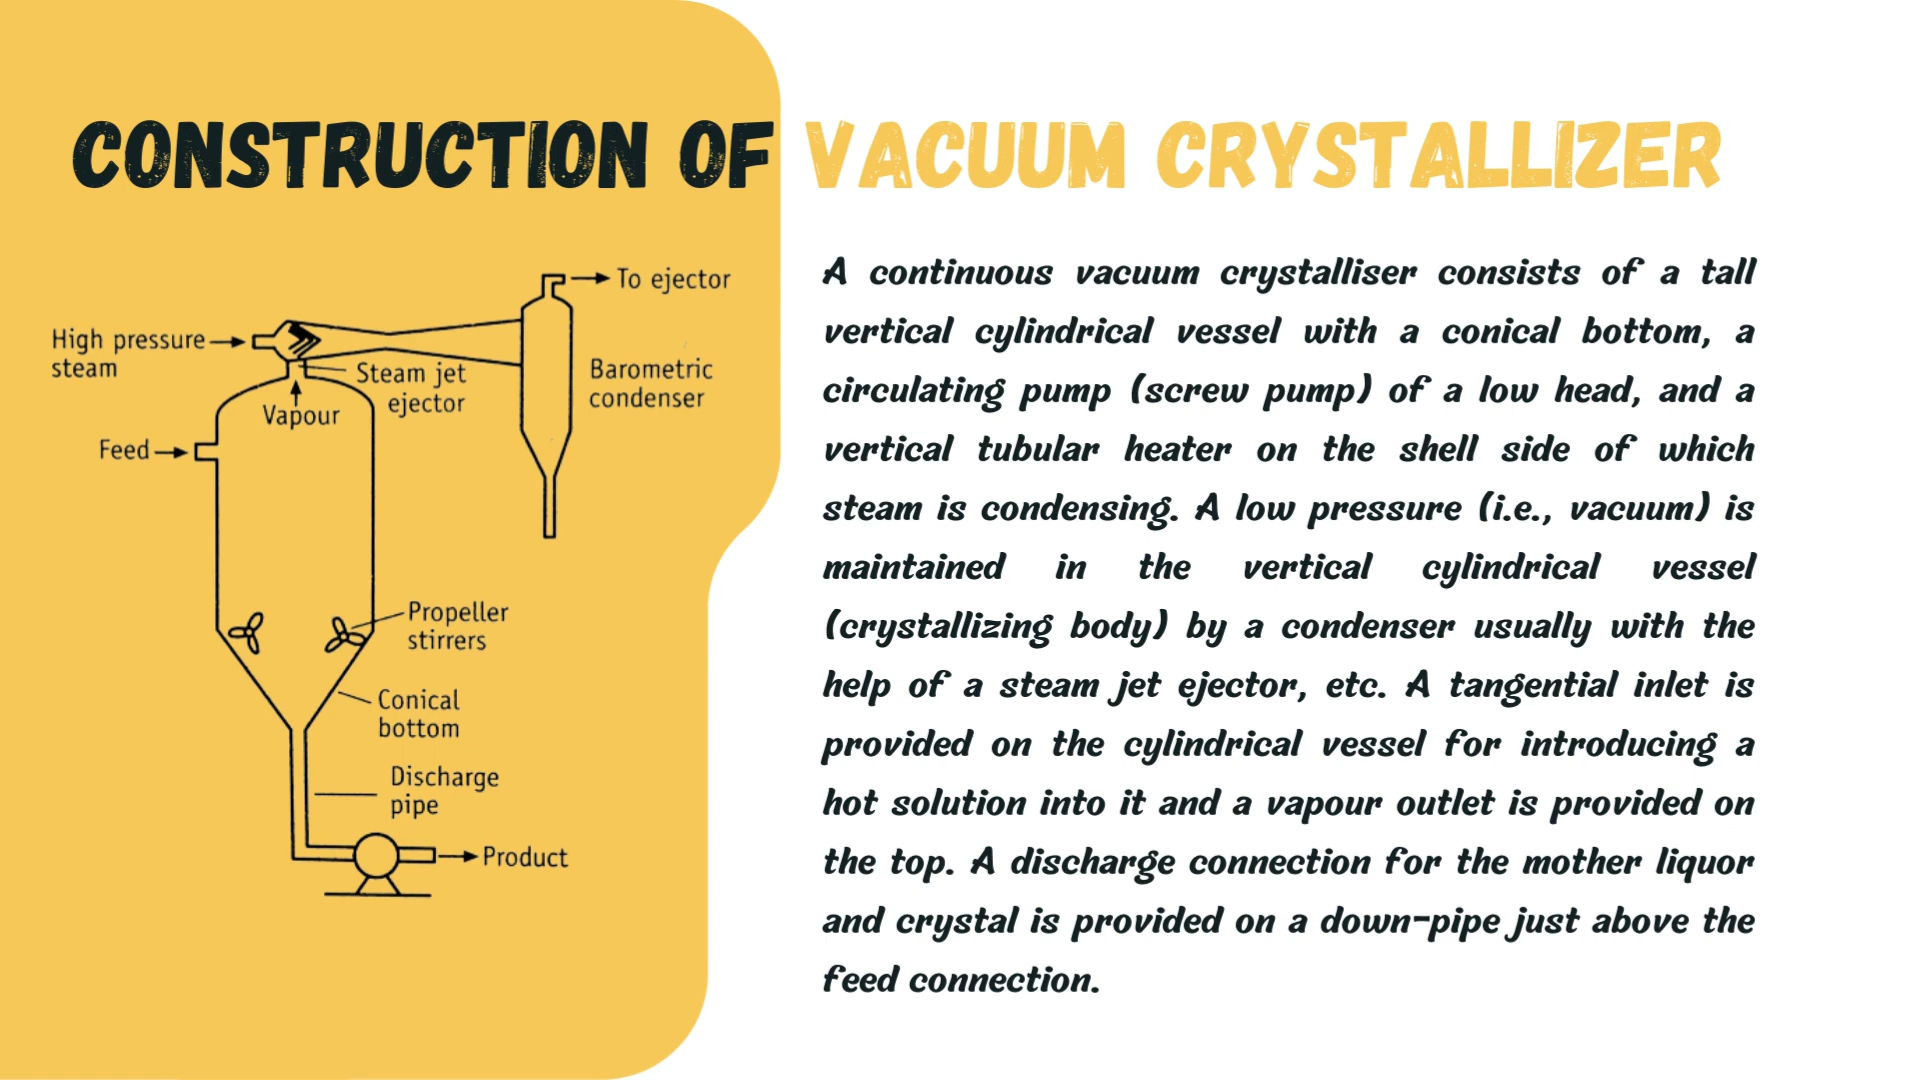 CONSTRUCTION OF VACUUM CRYSTALLIZER
To ejector
High pressure
steam
Steam jet
ejector
Barometric
condenser
Vapour
Feed
Propeller
stirrers
Conical
bottom
Discharge
pipe
Product
A continuous vacuum crystalliser consists of a tall
vertical cylindrical vessel with a conical bottom, a
circulating pump (screw pump) of a low head, and a
vertical tubular heater on the shell side of which
steam is condensing. A low pressure (i.e., vacuum) is
maintained in the vertical cylindrical vessel
(crystallizing body) by a condenser usually with the
help of a steam jet ejector, etc. A tangential inlet is
provided on the cylindrical vessel for introducing a
hot solution into it and a vapour outlet is provided on
the top. A discharge connection for the mother liquor
and crystal is provided on a down-pipe just above the
feed connection.